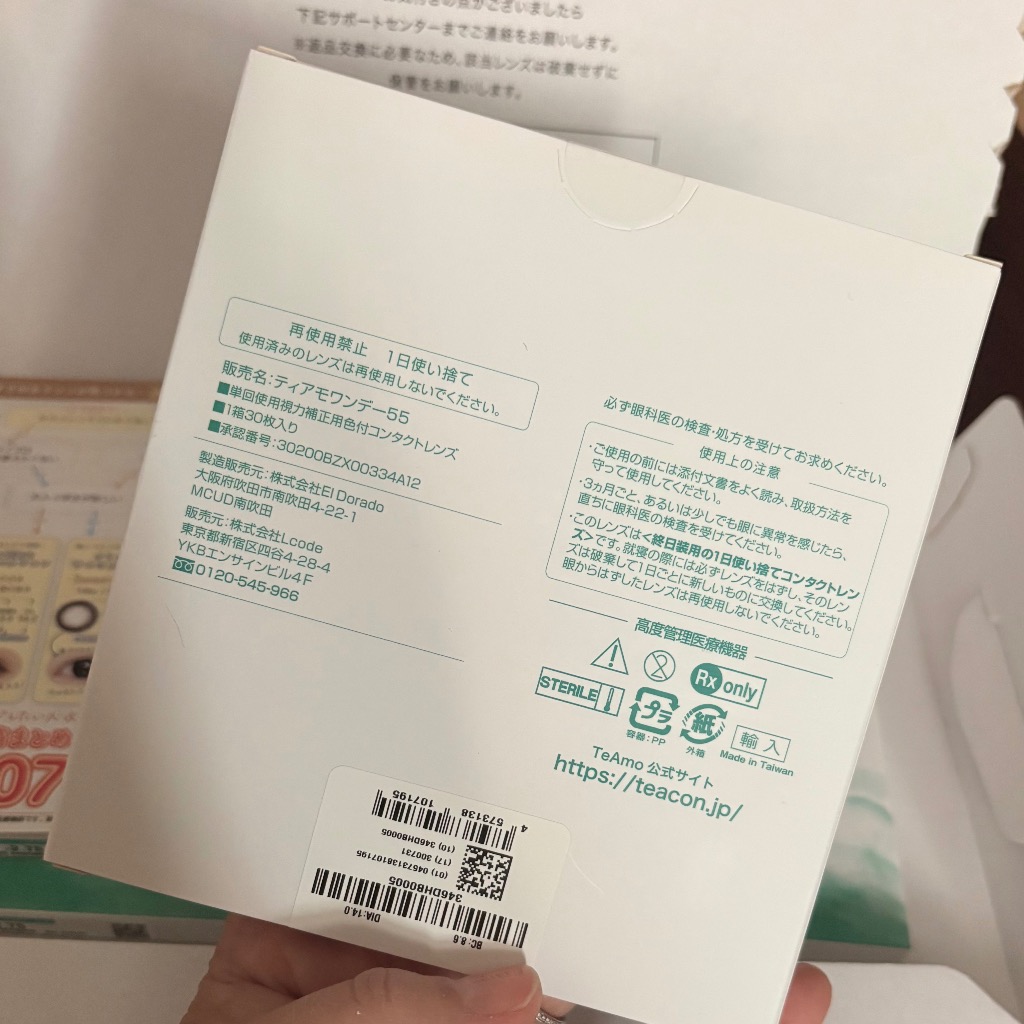 下記サポートセンターまでご連絡をお願いします。
※返品交換に必要なため、該当レンズは破棄せずに
保管をお願いします。
再使用禁止　1日使い捨て
使用済みのレンズは再使用しないでください。
販売名:ティアモワンデー55
■単回使用視力補正用色付コンタクトレンズ
■1箱30枚入り
■承認番号:30200BZX00334A12
製造販売元:株式会社El Dorado
大阪府吹田市南吹田4-22-1
MCUD南吹田
販売元:株式会社Lcode
東京都新宿区四谷4-28-4
YKBエンサインビル4F
0120-545-966
必ず眼科医の検査・処方を受けてお求めください。
使用上の注意
・ご使用の前には添付文書をよく読み、取扱方法を
守って使用してください。
・3ヵ月ごと、あるいは少しでも眼に異常を感じたら、
直ちに眼科医の検査を受けてください。
・このレンズは<終日装用の1日使い捨てコンタクトレン
ズ>です。就寝の際には必ずレンズをはずし、そのレン
ズは破棄して1日ごとに新しいものに交換してください。
眼からはずしたレンズは再使用しないでください。
高度管理医療機器
2
Rx only
STERILE
プラ
容器:PP
紙
外箱
輸入
Made in Taiwan
TeAmo 公式サイト
https://teacon.jp/
BC:8.6
DIA:14.0
346DHB0005
(01) 04573138107195
(17) 300731
(10) 346DHB0005
4 573138 107195
まとめ
07